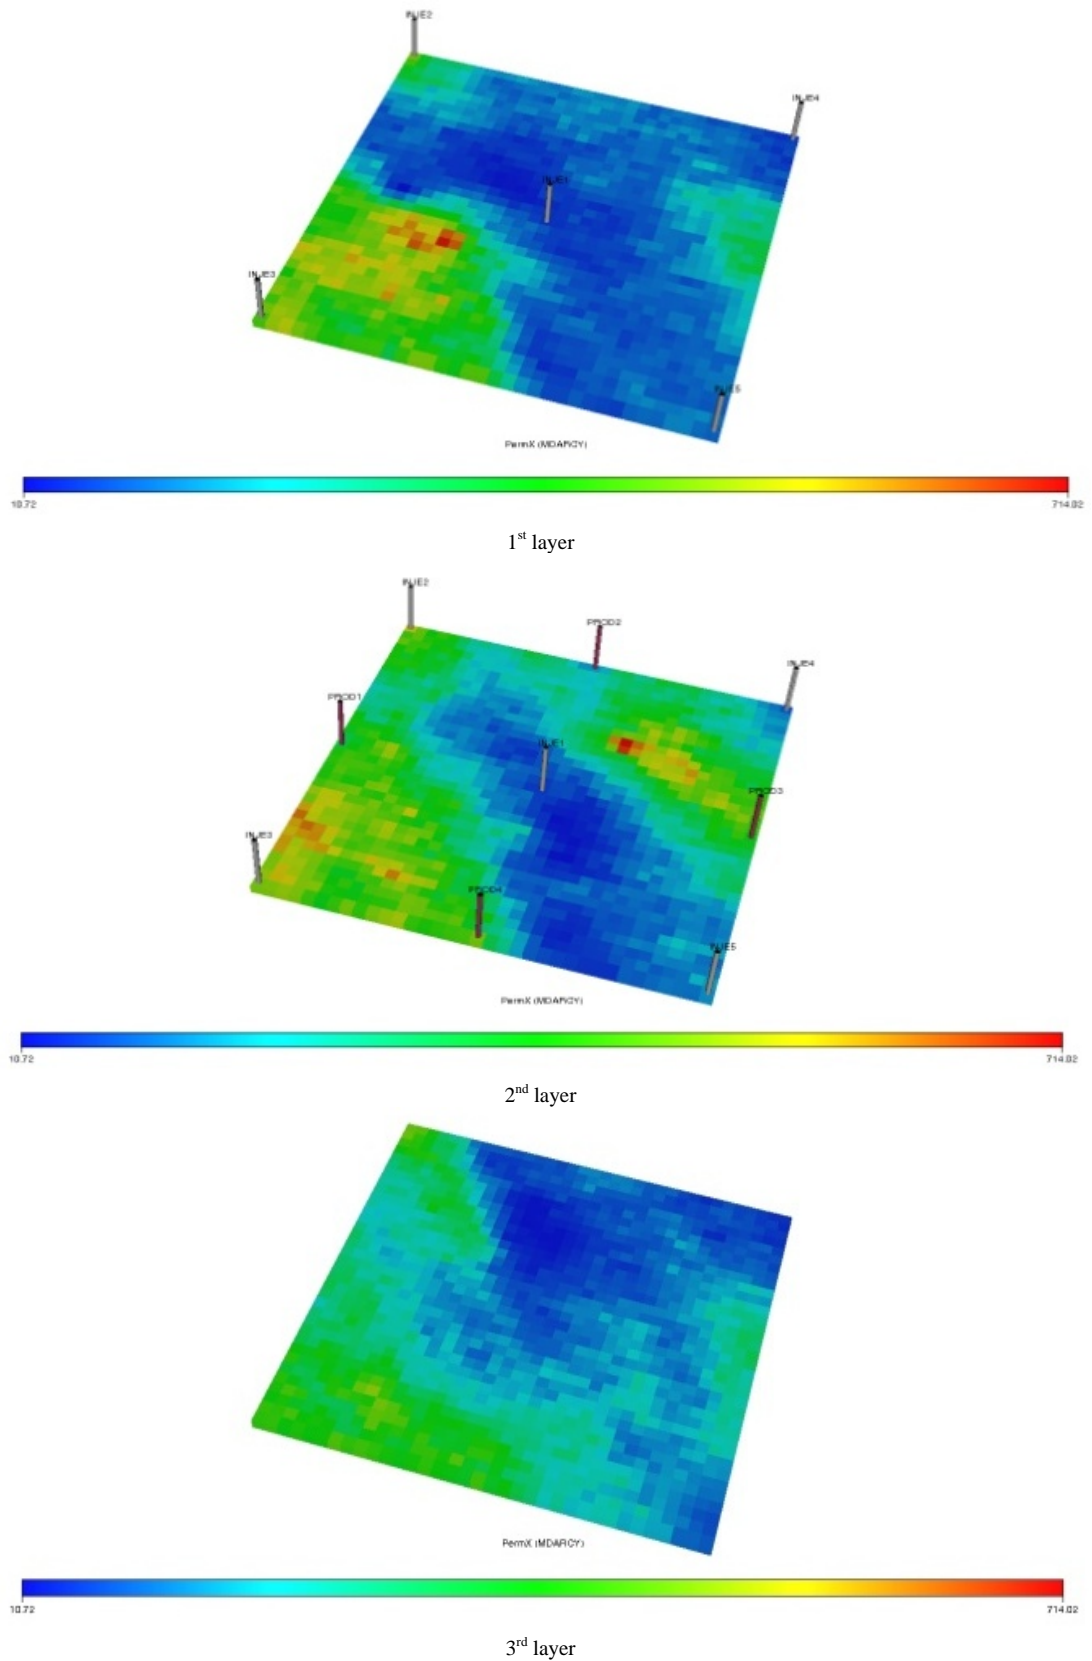 INJE2
INJE4
INJE1
INJE3
INJE5
PermX (MDARCY)
10.72 714.02
1st layer
INJE2
PROD2
INJE4
PROD1
INJE1
PROD3
INJE3
PROD4
INJE5
PermX (MDARCY)
10.72 714.02
2nd layer
PermX (MDARCY)
10.72 714.02
3rd layer